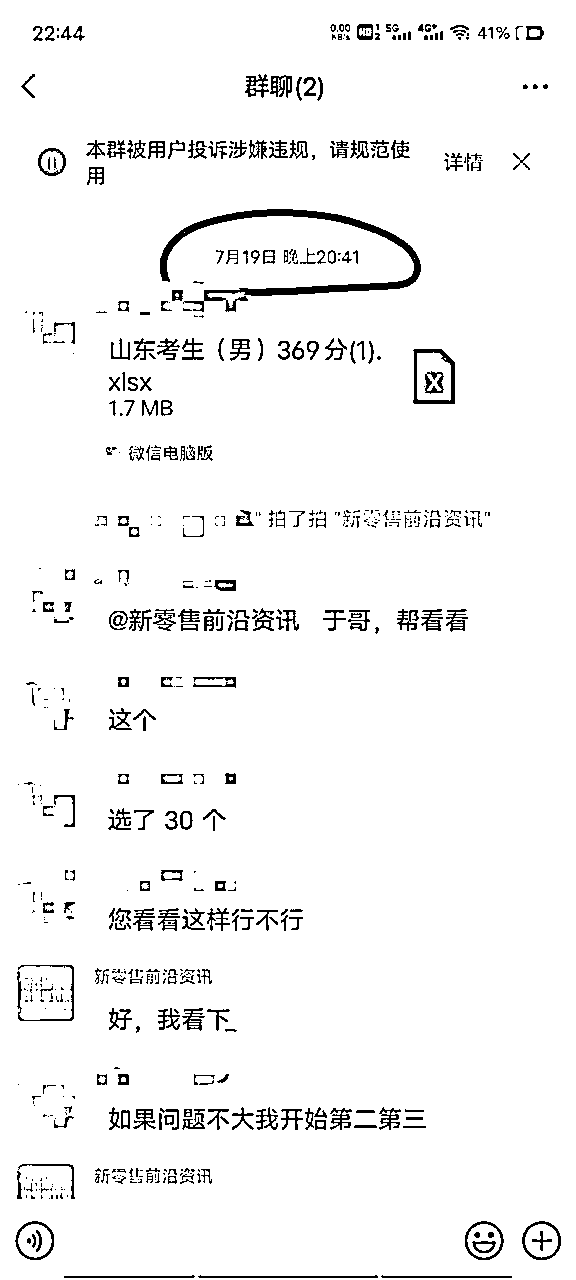 22:44
0.00 KB/s HD 1 2 5G 4G+ 41%
群聊(2)
本群被用户投诉涉嫌违规，请规范使
用
详情
7月19日 晚上20:41
山东考生（男）369分(1).
xlsx
1.7 MB
X
微信电脑版
" 拍了拍 "新零售前沿资讯"
@新零售前沿资讯 于哥，帮看看
这个
选了 30 个
您看看这样行不行
新零售前沿资讯
好，我看下
如果问题不大我开始第二第三
新零售前沿资讯